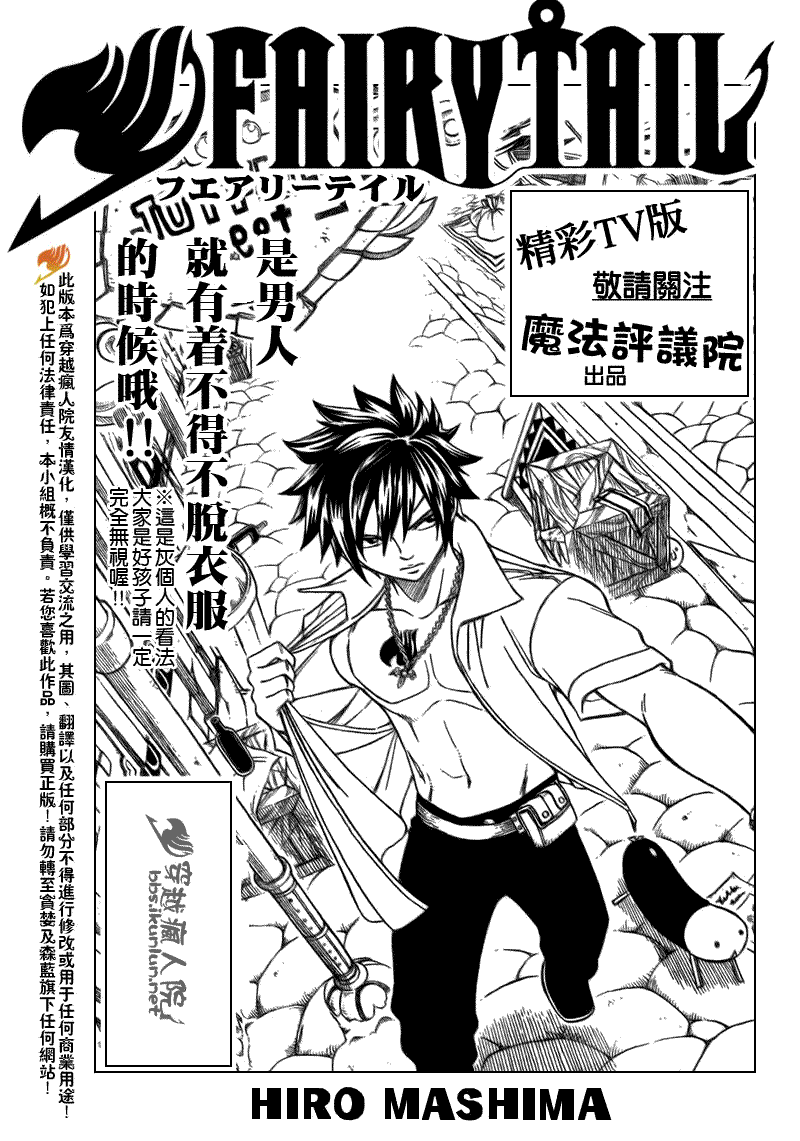 FAIRY TAIL
フェアリーテイル
精彩TV版
敬請關注
魔法評議院
出品
是男人
就有着不得不脫衣服
的時候哦!!
※這是灰個人的看法
大家是好孩子請一定
完全無視喔!!
此版本爲穿越瘋人院友情漢化，僅供學習交流之用，其圖、翻譯以及任何部分不得進行修改或用于任何商業用途！
如犯上任何法律責任，本小組概不負責。若您喜歡此作品，請購買正版！請勿轉至貪婪及森藍旗下任何網站！
穿越瘋人院
bbs.ikunlun.net
HIRO MASHIMA